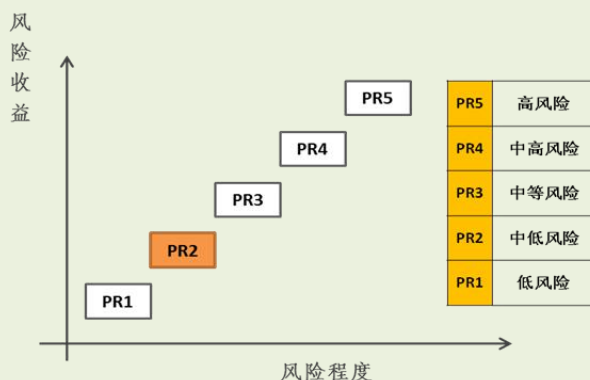 风险收益
PR5
PR4
PR3
PR2
PR1
风险程度
PR5 高风险
PR4 中高风险
PR3 中等风险
PR2 中低风险
PR1 低风险